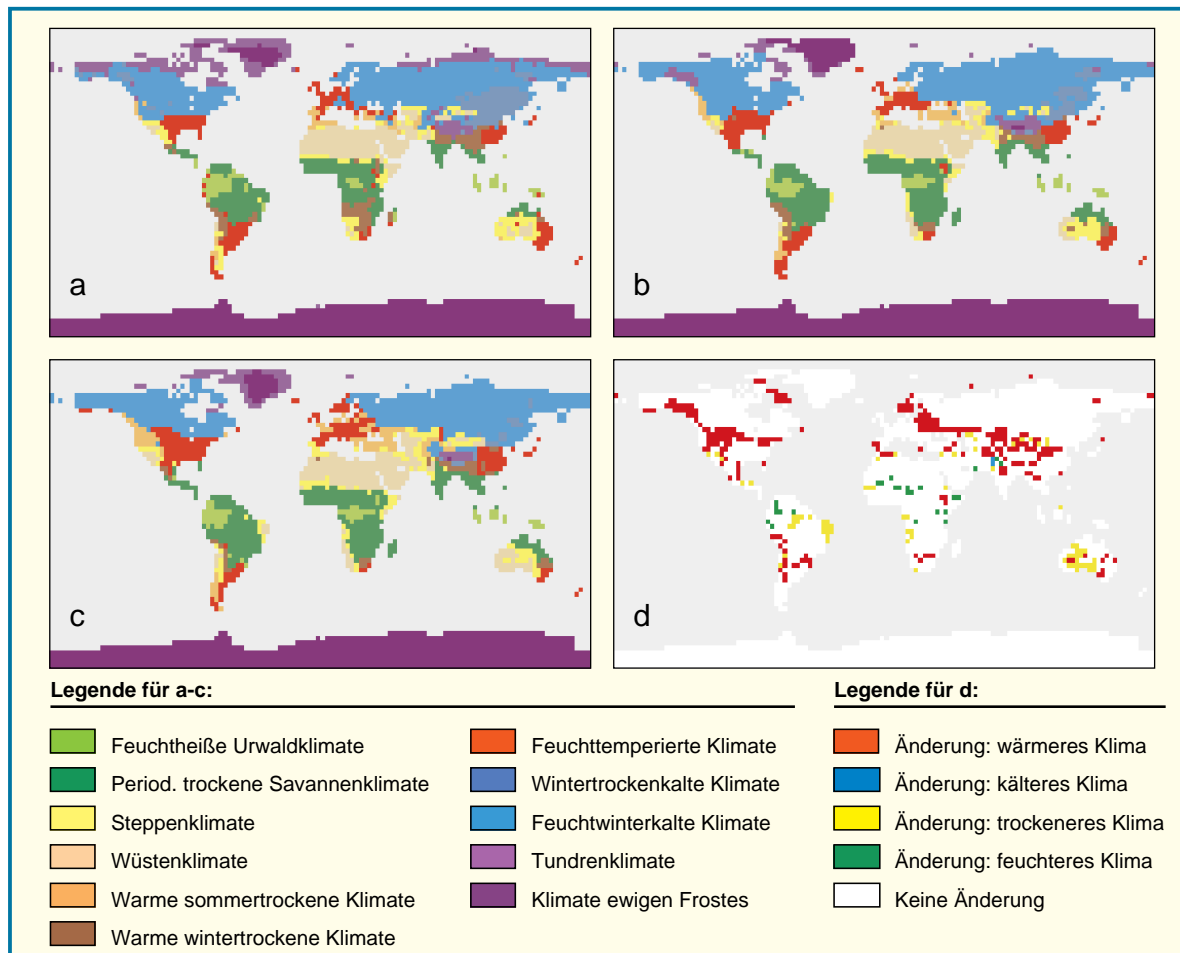 a
b
c
d
Legende für a-c:
Feuchtheiße Urwaldklimate
Period. trockene Savannenklimate
Steppenklimate
Wüstenklimate
Warme sommertrockene Klimate
Warme wintertrockene Klimate
Feuchttemperierte Klimate
Wintertrockenkalte Klimate
Feuchtwinterkalte Klimate
Tundrenklimate
Klimate ewigen Frostes
Legende für d:
Änderung: wärmeres Klima
Änderung: kälteres Klima
Änderung: trockeneres Klima
Änderung: feuchteres Klima
Keine Änderung